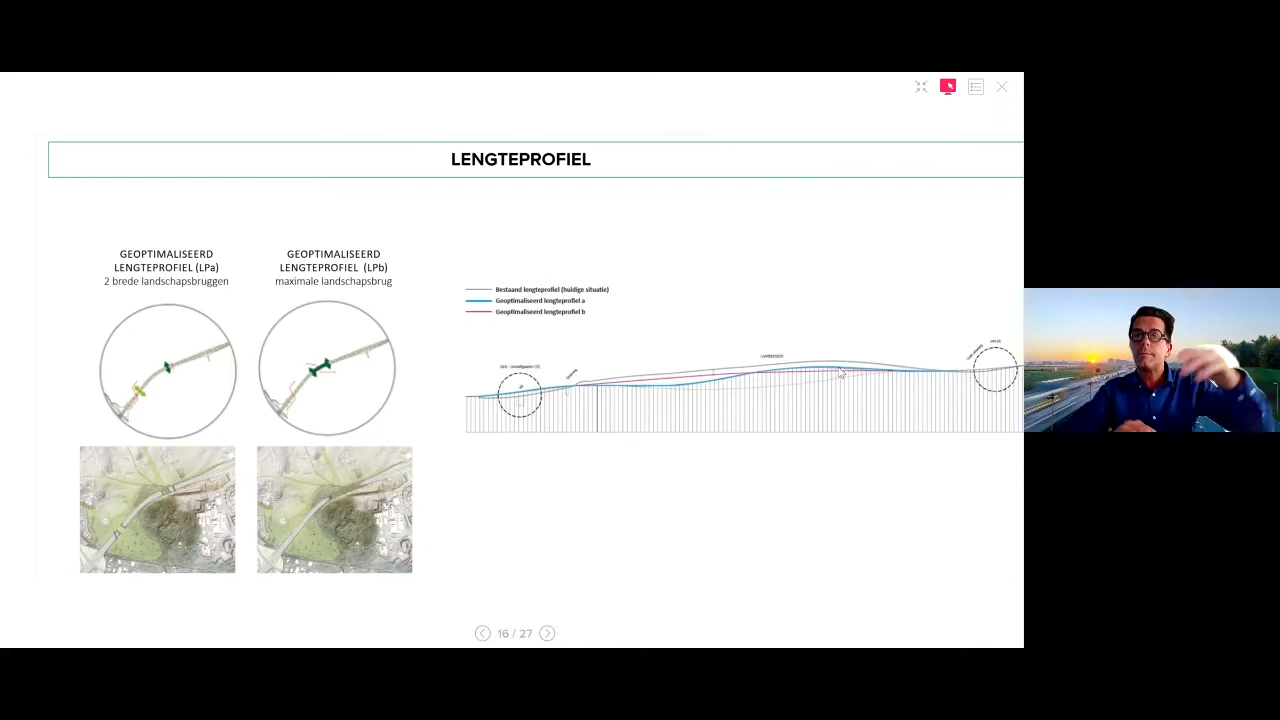 LENGTEPROFIEL
GEOPTIMALISEERD
LENGTEPROFIEL (LPa)
2 brede landschapsbruggen
GEOPTIMALISEERD
LENGTEPROFIEL (LPb)
maximale landschapsbrug
Bestaand lengteprofiel (huidige situatie)
Geoptimaliseerd lengteprofiel a
Geoptimaliseerd lengteprofiel b
16 / 27